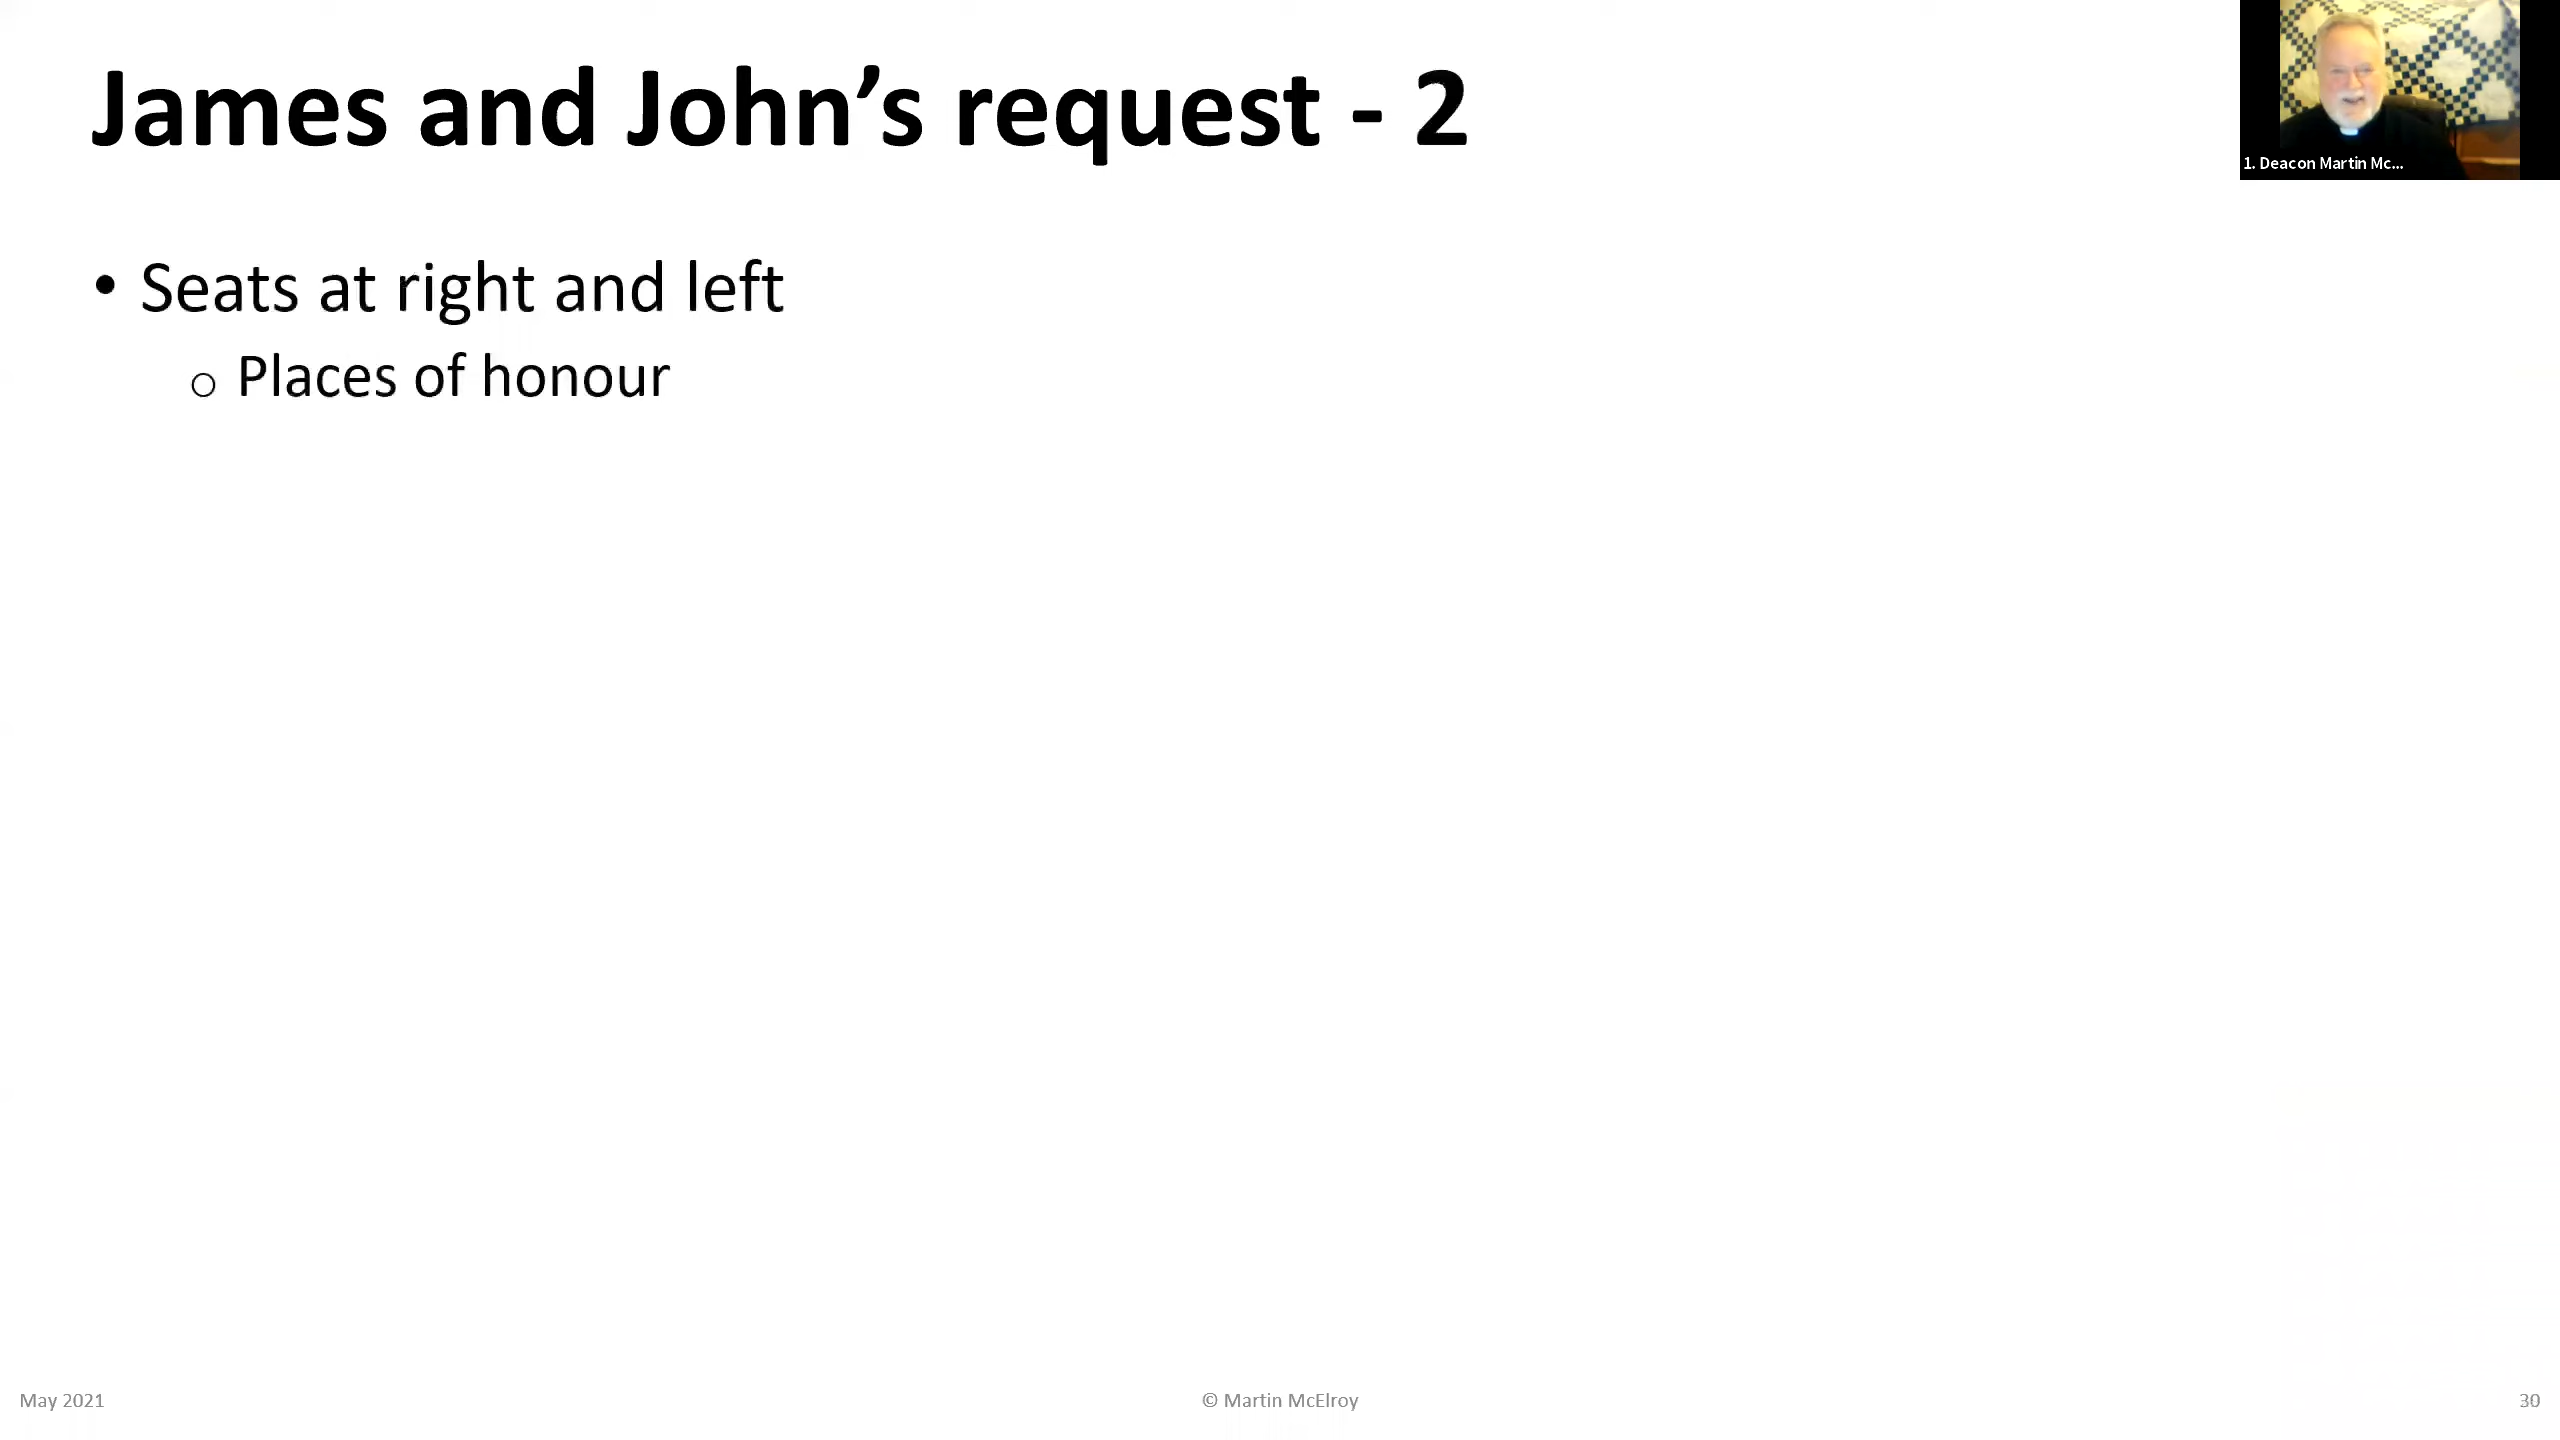 James and John’s request - 2
1. Deacon Martin Mc...
• Seats at right and left
o Places of honour
May 2021
© Martin McElroy
30